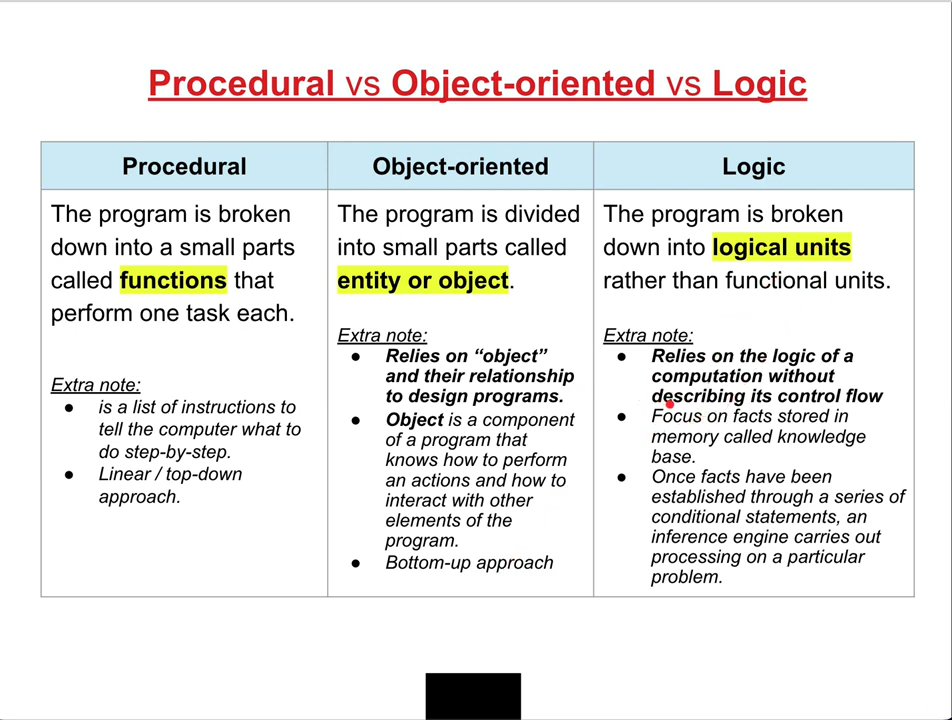 Procedural vs Object-oriented vs Logic
Procedural
Object-oriented
Logic
The program is broken
down into a small parts
called functions that
perform one task each.
Extra note:
● is a list of instructions to
tell the computer what to
do step-by-step.
● Linear / top-down
approach.
The program is divided
into small parts called
entity or object.
Extra note:
● Relies on “object”
and their relationship
to design programs.
● Object is a component
of a program that
knows how to perform
an actions and how to
interact with other
elements of the
program.
● Bottom-up approach
The program is broken
down into logical units
rather than functional units.
Extra note:
● Relies on the logic of a
computation without
describing its control flow
● Focus on facts stored in
memory called knowledge
base.
● Once facts have been
established through a series of
conditional statements, an
inference engine carries out
processing on a particular
problem.